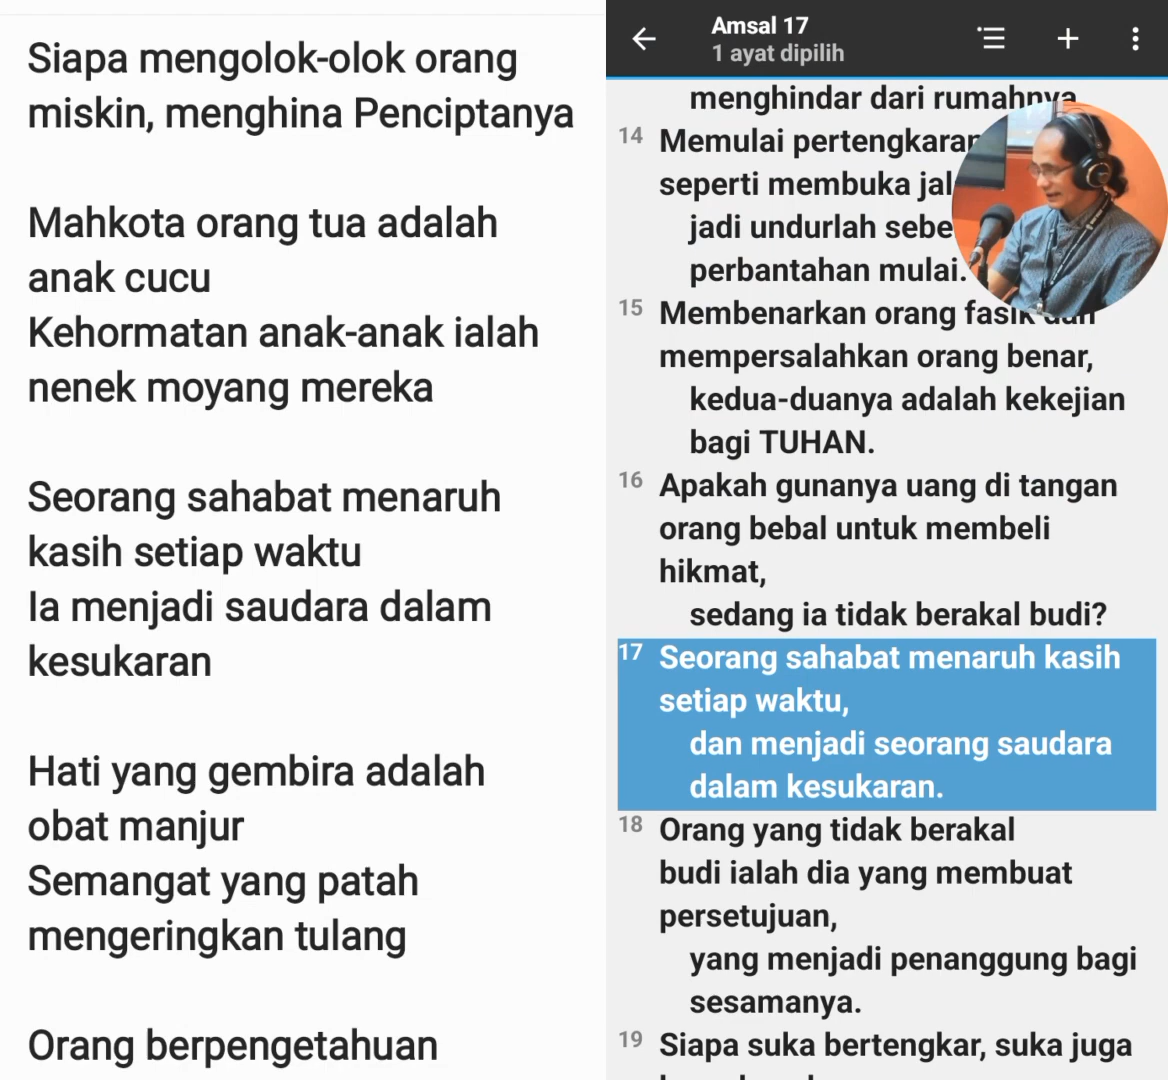 Siapa mengolok-olok orang
miskin, menghina Penciptanya
Mahkota orang tua adalah
anak cucu
Kehormatan anak-anak ialah
nenek moyang mereka
Seorang sahabat menaruh
kasih setiap waktu
Ia menjadi saudara dalam
kesukaran
Hati yang gembira adalah
obat manjur
Semangat yang patah
mengeringkan tulang
Orang berpengetahuan
Amsal 17
1 ayat dipilih
menghindar dari rumahnya
14 Memulai pertengkaran
seperti membuka jal
jadi undurlah sebe
perbantahan mulai.
15 Membenarkan orang fasik dan
mempersalahkan orang benar,
kedua-duanya adalah kekejian
bagi TUHAN.
16 Apakah gunanya uang di tangan
orang bebal untuk membeli
hikmat,
sedang ia tidak berakal budi?
17 Seorang sahabat menaruh kasih
setiap waktu,
dan menjadi seorang saudara
dalam kesukaran.
18 Orang yang tidak berakal
budi ialah dia yang membuat
persetujuan,
yang menjadi penanggung bagi
sesamanya.
19 Siapa suka bertengkar, suka juga